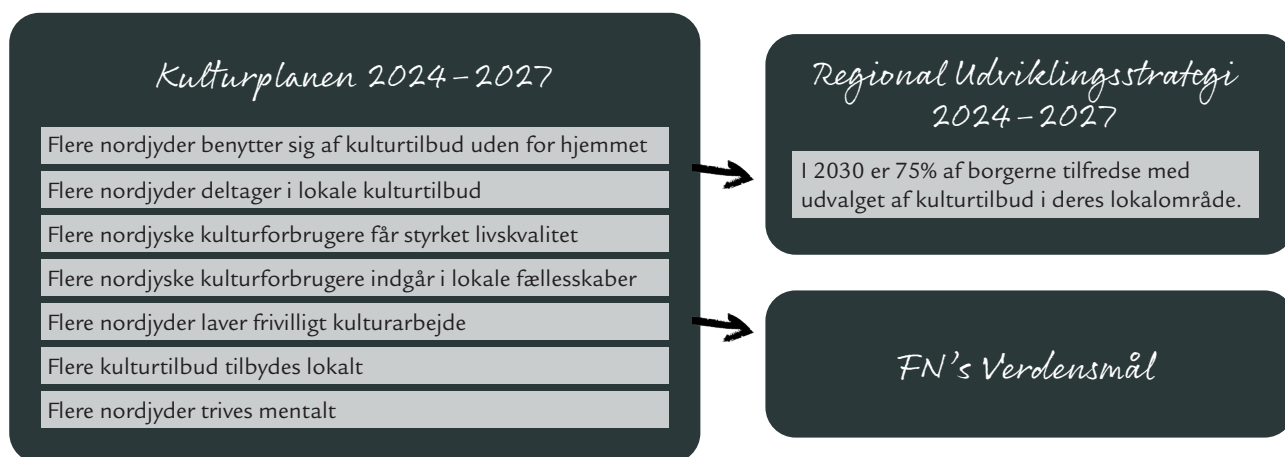 Kulturplanen 2024–2027
Flere nordjyder benytter sig af kulturtilbud uden for hjemmet
Flere nordjyder deltager i lokale kulturtilbud
Flere nordjyske kulturforbrugere får styrket livskvalitet
Flere nordjyske kulturforbrugere indgår i lokale fællesskaber
Flere nordjyder laver frivilligt kulturarbejde
Flere kulturtilbud tilbydes lokalt
Flere nordjyder trives mentalt
Regional Udviklingsstrategi
2024–2027
I 2030 er 75% af borgerne tilfredse med
udvalget af kulturtilbud i deres lokalområde.
FN's Verdensmål